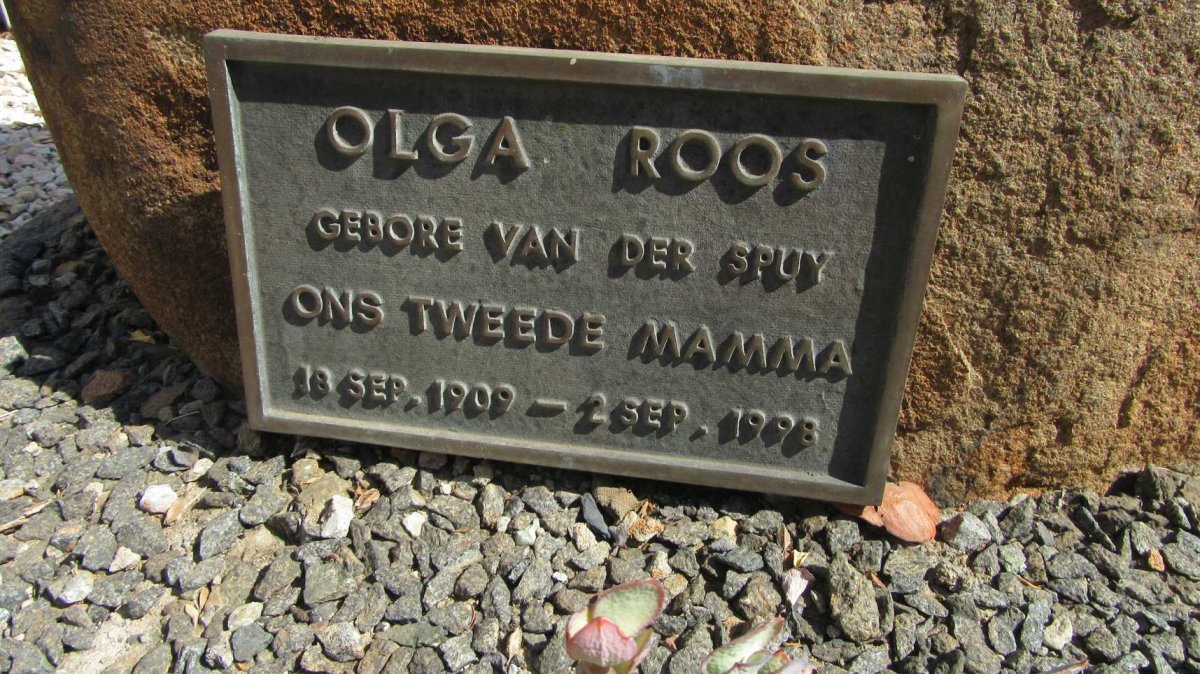 OLGA ROOS
GEBORE VAN DER SPUY
ONS TWEEDE MAMMA
18 SEP. 1909 – 2 SEP. 1998